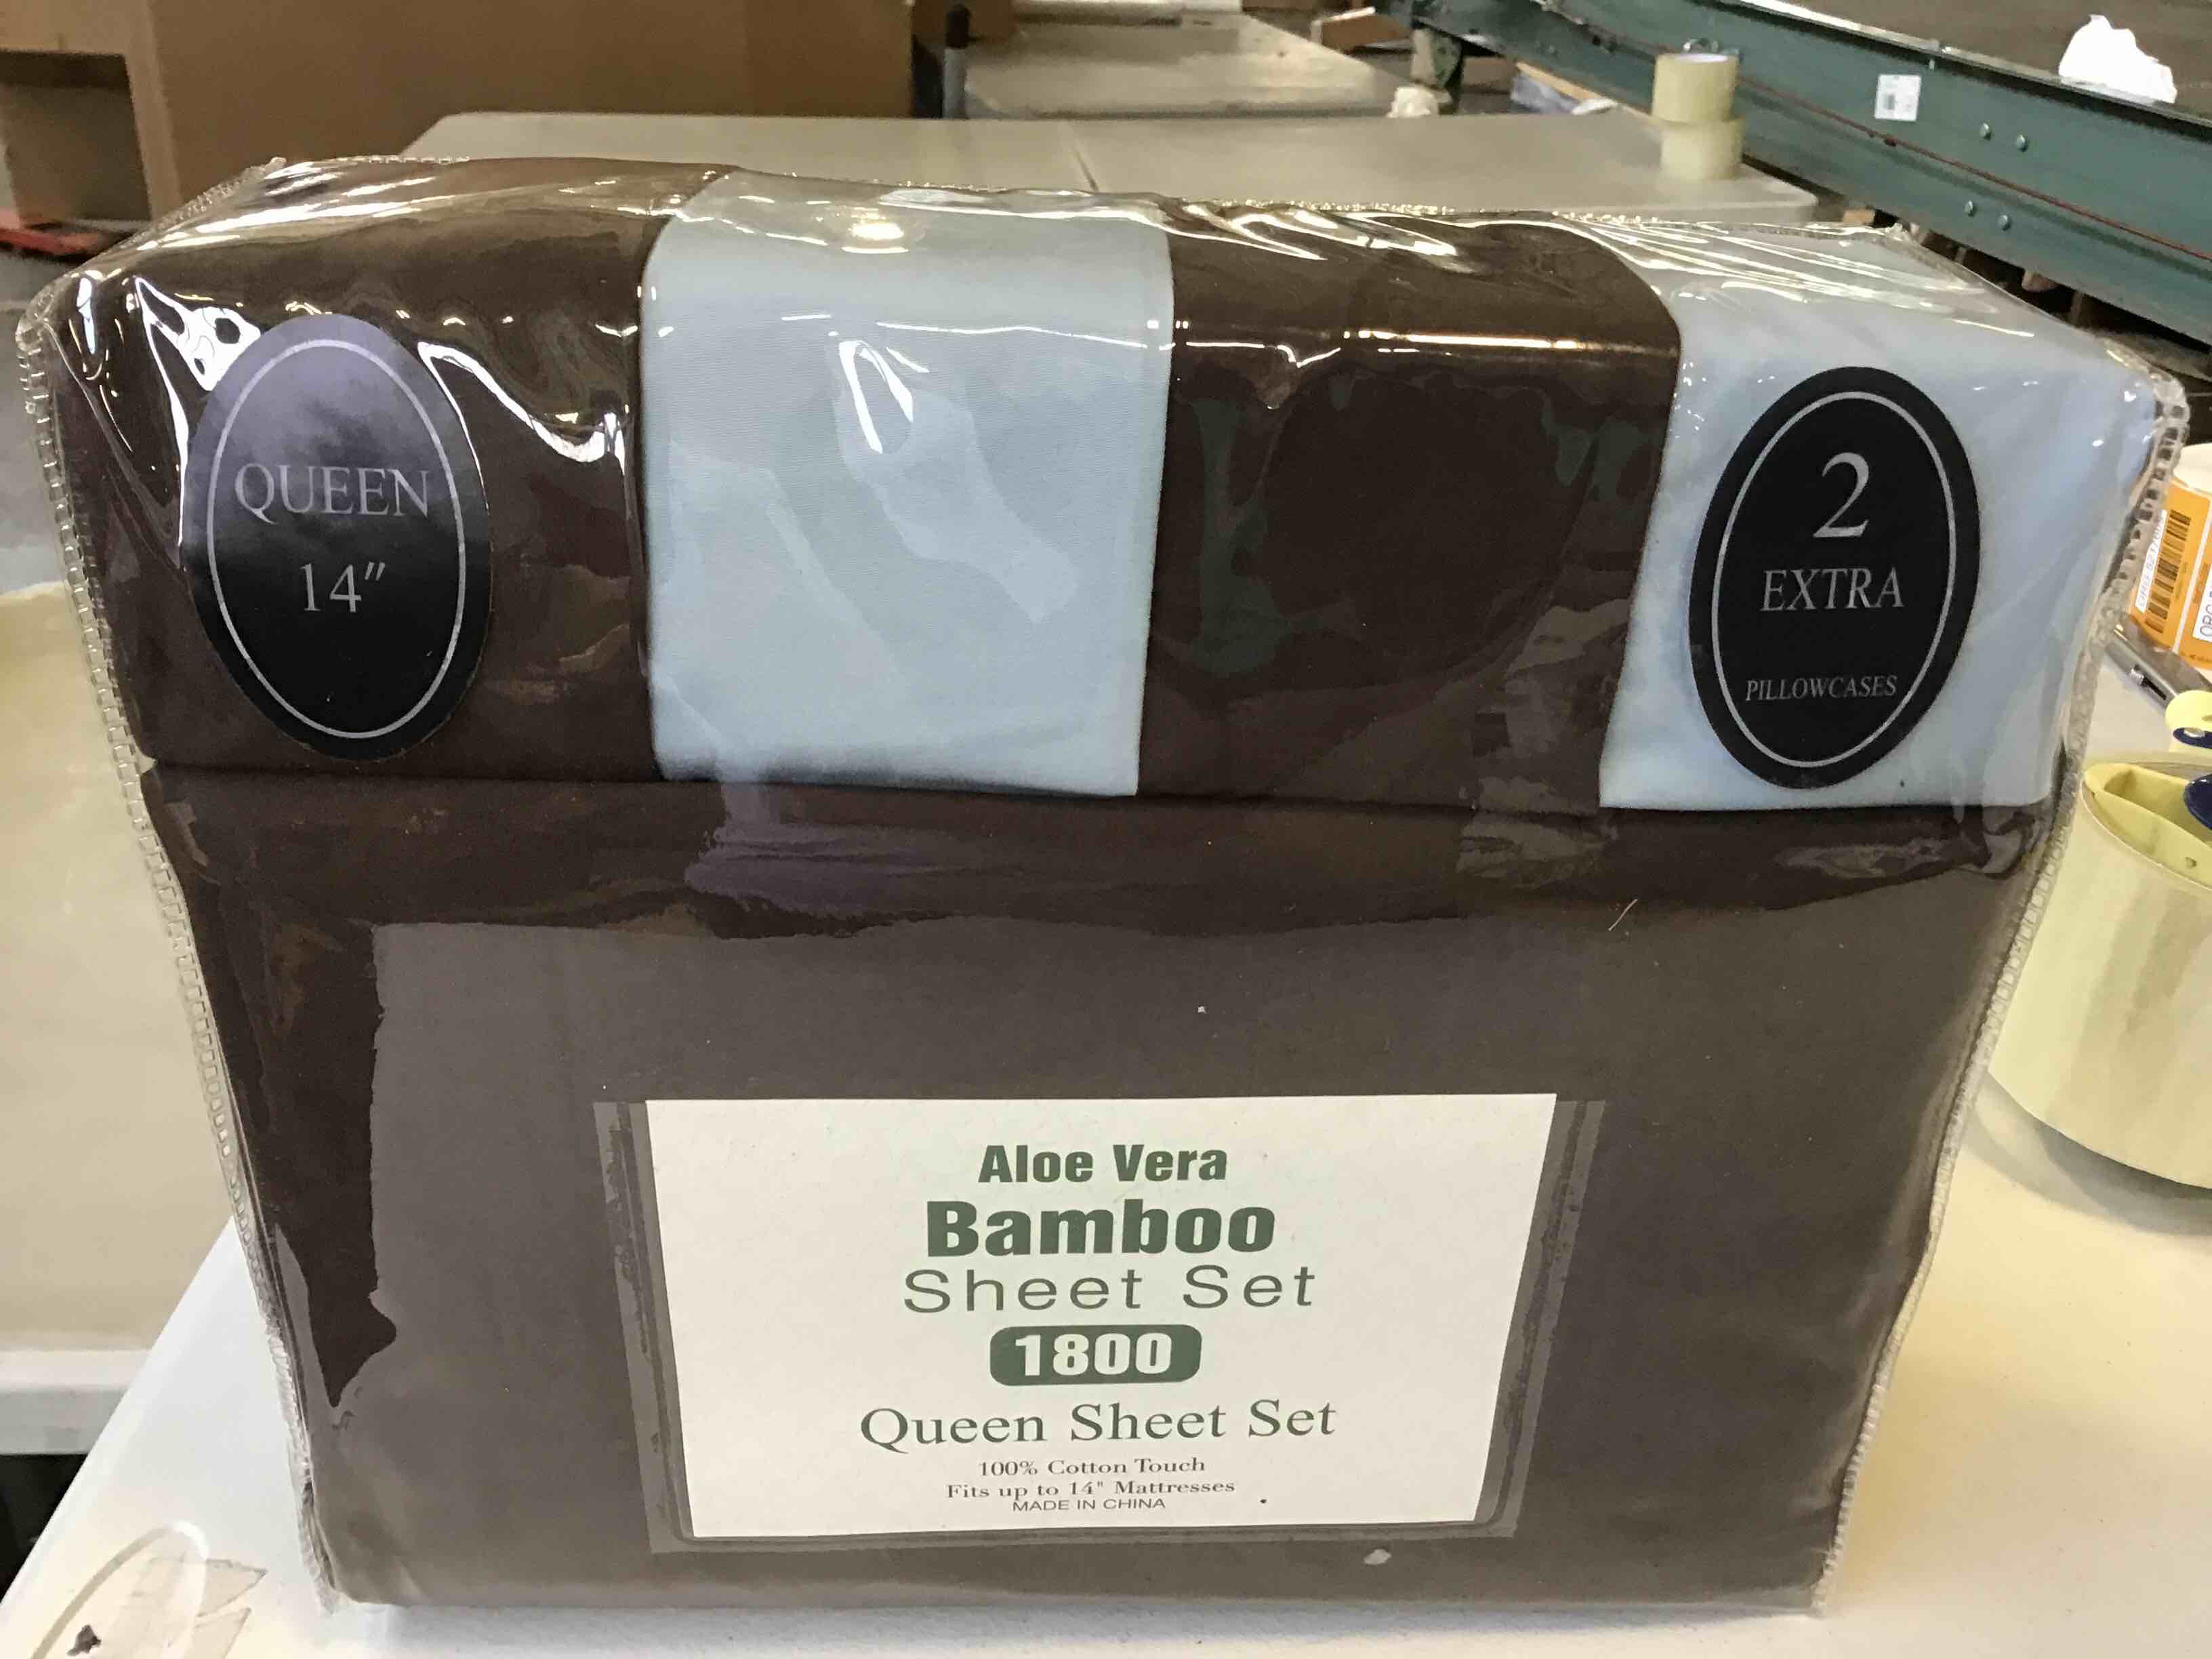 QUEEN
14"
2
EXTRA
PILLOWCASES
Aloe Vera
Bamboo
Sheet Set
1800
Queen Sheet Set
100% Cotton Touch
Fits up to 14" Mattresses
MADE IN CHINA